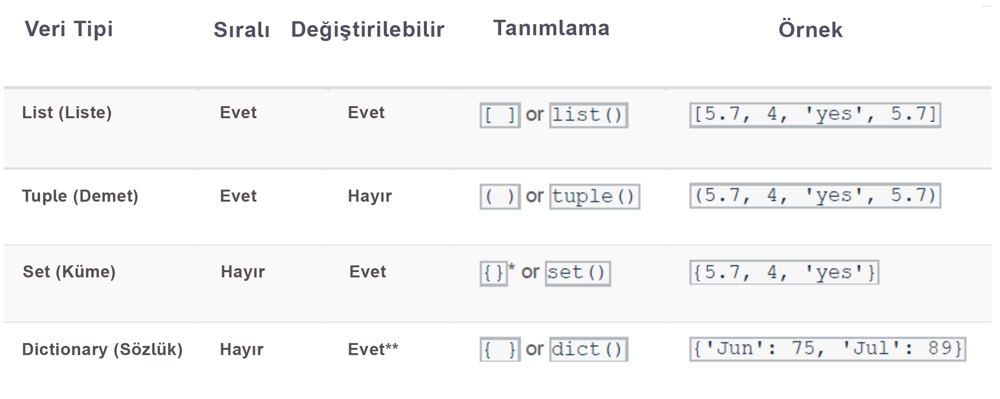 Veri Tipi Sıralı Değiştirilebilir Tanımlama Örnek
List (Liste) Evet Evet [ ] or list() [5.7, 4, 'yes', 5.7]
Tuple (Demet) Evet Hayır ( ) or tuple() (5.7, 4, 'yes', 5.7)
Set (Küme) Hayır Evet {}* or set() {5.7, 4, 'yes'}
Dictionary (Sözlük) Hayır Evet** { } or dict() {'Jun': 75, 'Jul': 89}